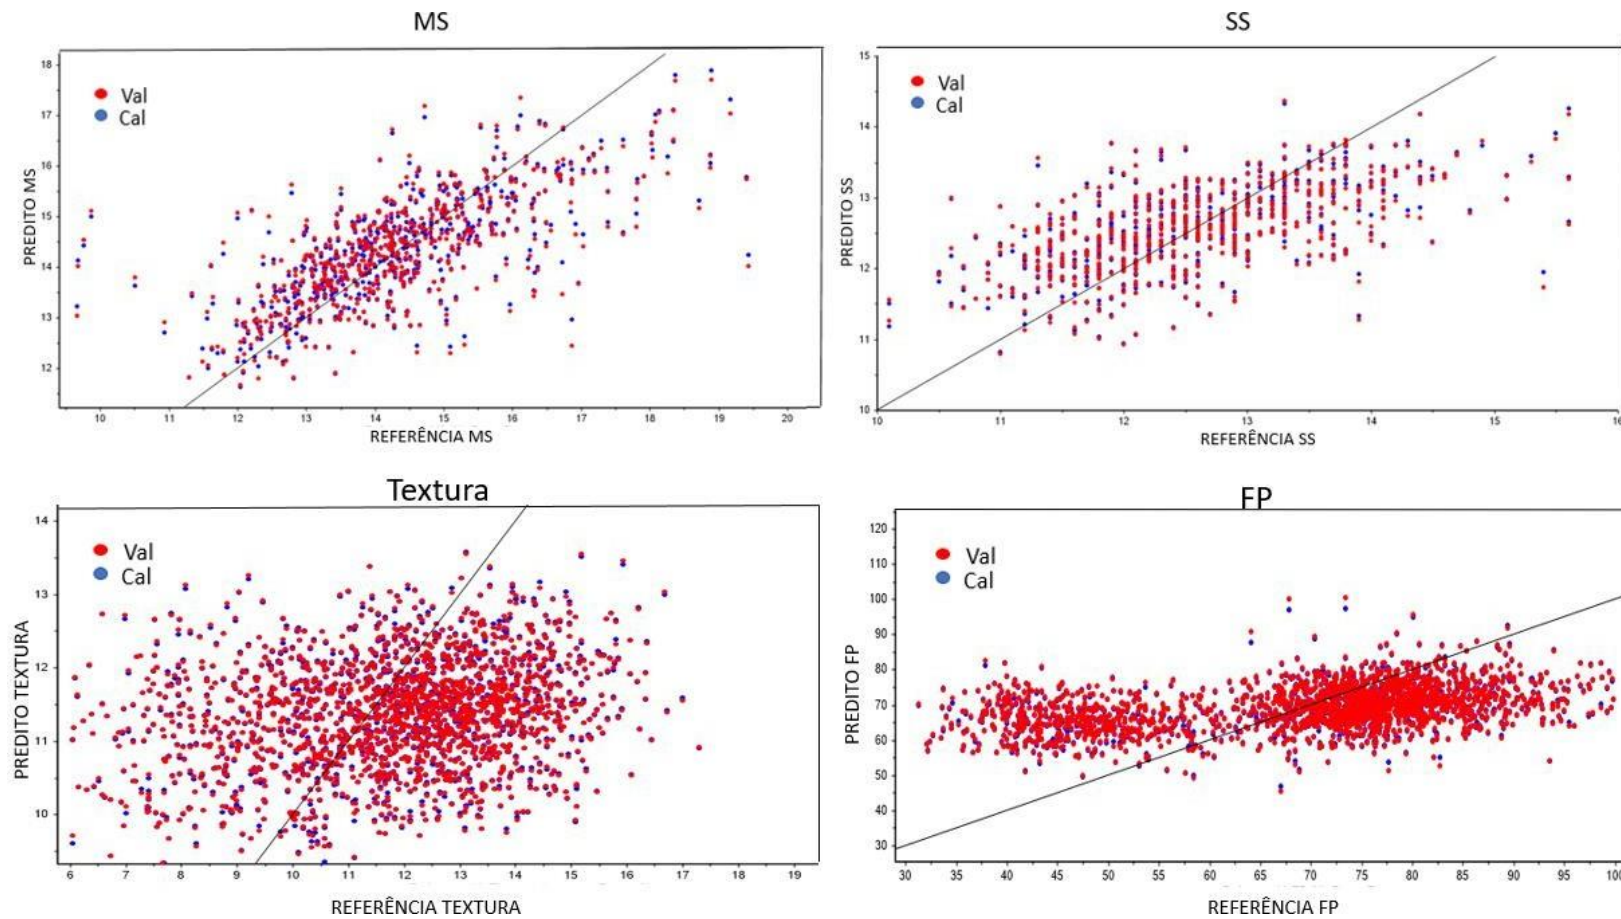 MS
SS
Val
Cal
18
17
16
15
14
13
12
PREDITO MS
10 11 12 13 14 15 16 17 18 19 20
REFERÊNCIA MS
Val
Cal
15
14
13
12
11
10
PREDITO SS
10 11 12 13 14 15 16
REFERÊNCIA SS
Textura
FP
Val
Cal
14
13
12
11
10
PREDITO TEXTURA
6 7 8 9 10 11 12 13 14 15 16 17 18 19
REFERÊNCIA TEXTURA
Val
Cal
120
110
100
90
80
70
60
50
40
30
PREDITO FP
30 35 40 45 50 55 60 65 70 75 80 85 90 95 100
REFERÊNCIA FP